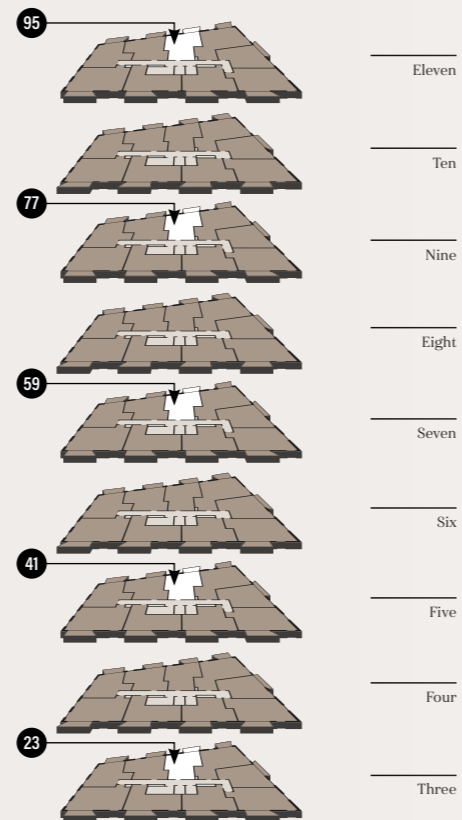 95
Eleven
Ten
77
Nine
Eight
59
Seven
Six
41
Five
Four
23
Three